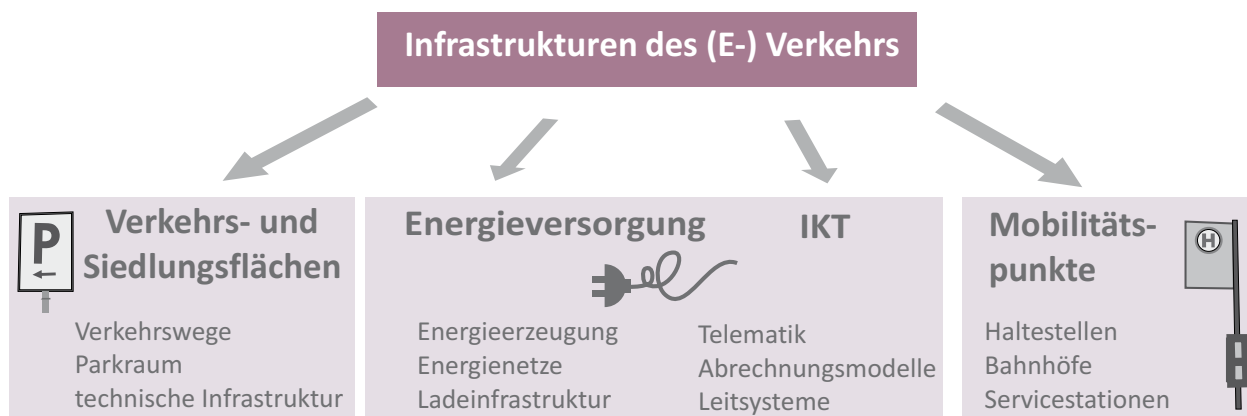 Infrastrukturen des (E-) Verkehrs
P
Verkehrs- und
Siedlungsflächen
Verkehrswege
Parkraum
technische Infrastruktur
Energieversorgung
Energieerzeugung
Energienetze
Ladeinfrastruktur
IKT
Telematik
Abrechnungsmodelle
Leitsysteme
Mobilitäts-
punkte
H
Haltestellen
Bahnhöfe
Servicestationen